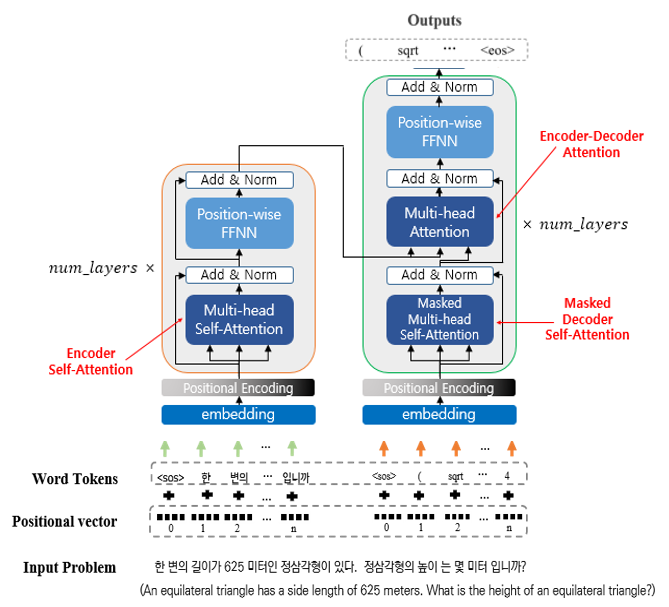 Outputs
( sqrt ... <eos>
Add & Norm
Position-wise
FFNN
Encoder-Decoder
Attention
Add & Norm
Add & Norm
Multi-head
Attention
Position-wise
FFNN
× num_layers
num_layers ×
Add & Norm
Add & Norm
Multi-head
Self-Attention
Masked
Multi-head
Self-Attention
Masked
Decoder
Self-Attention
Encoder
Self-Attention
Positional Encoding
Positional Encoding
embedding
embedding
... ...
Word Tokens <sos> 한 변의 ... 입니까 <sos> ( sqrt ... 4
... ...
Positional vector ... ...
0 1 2 n 0 1 2 n
Input Problem 한 변의 길이가 625 미터인 정삼각형이 있다. 정삼각형의 높이 는 몇 미터 입니까?
(An equilateral triangle has a side length of 625 meters. What is the height of an equilateral triangle?)